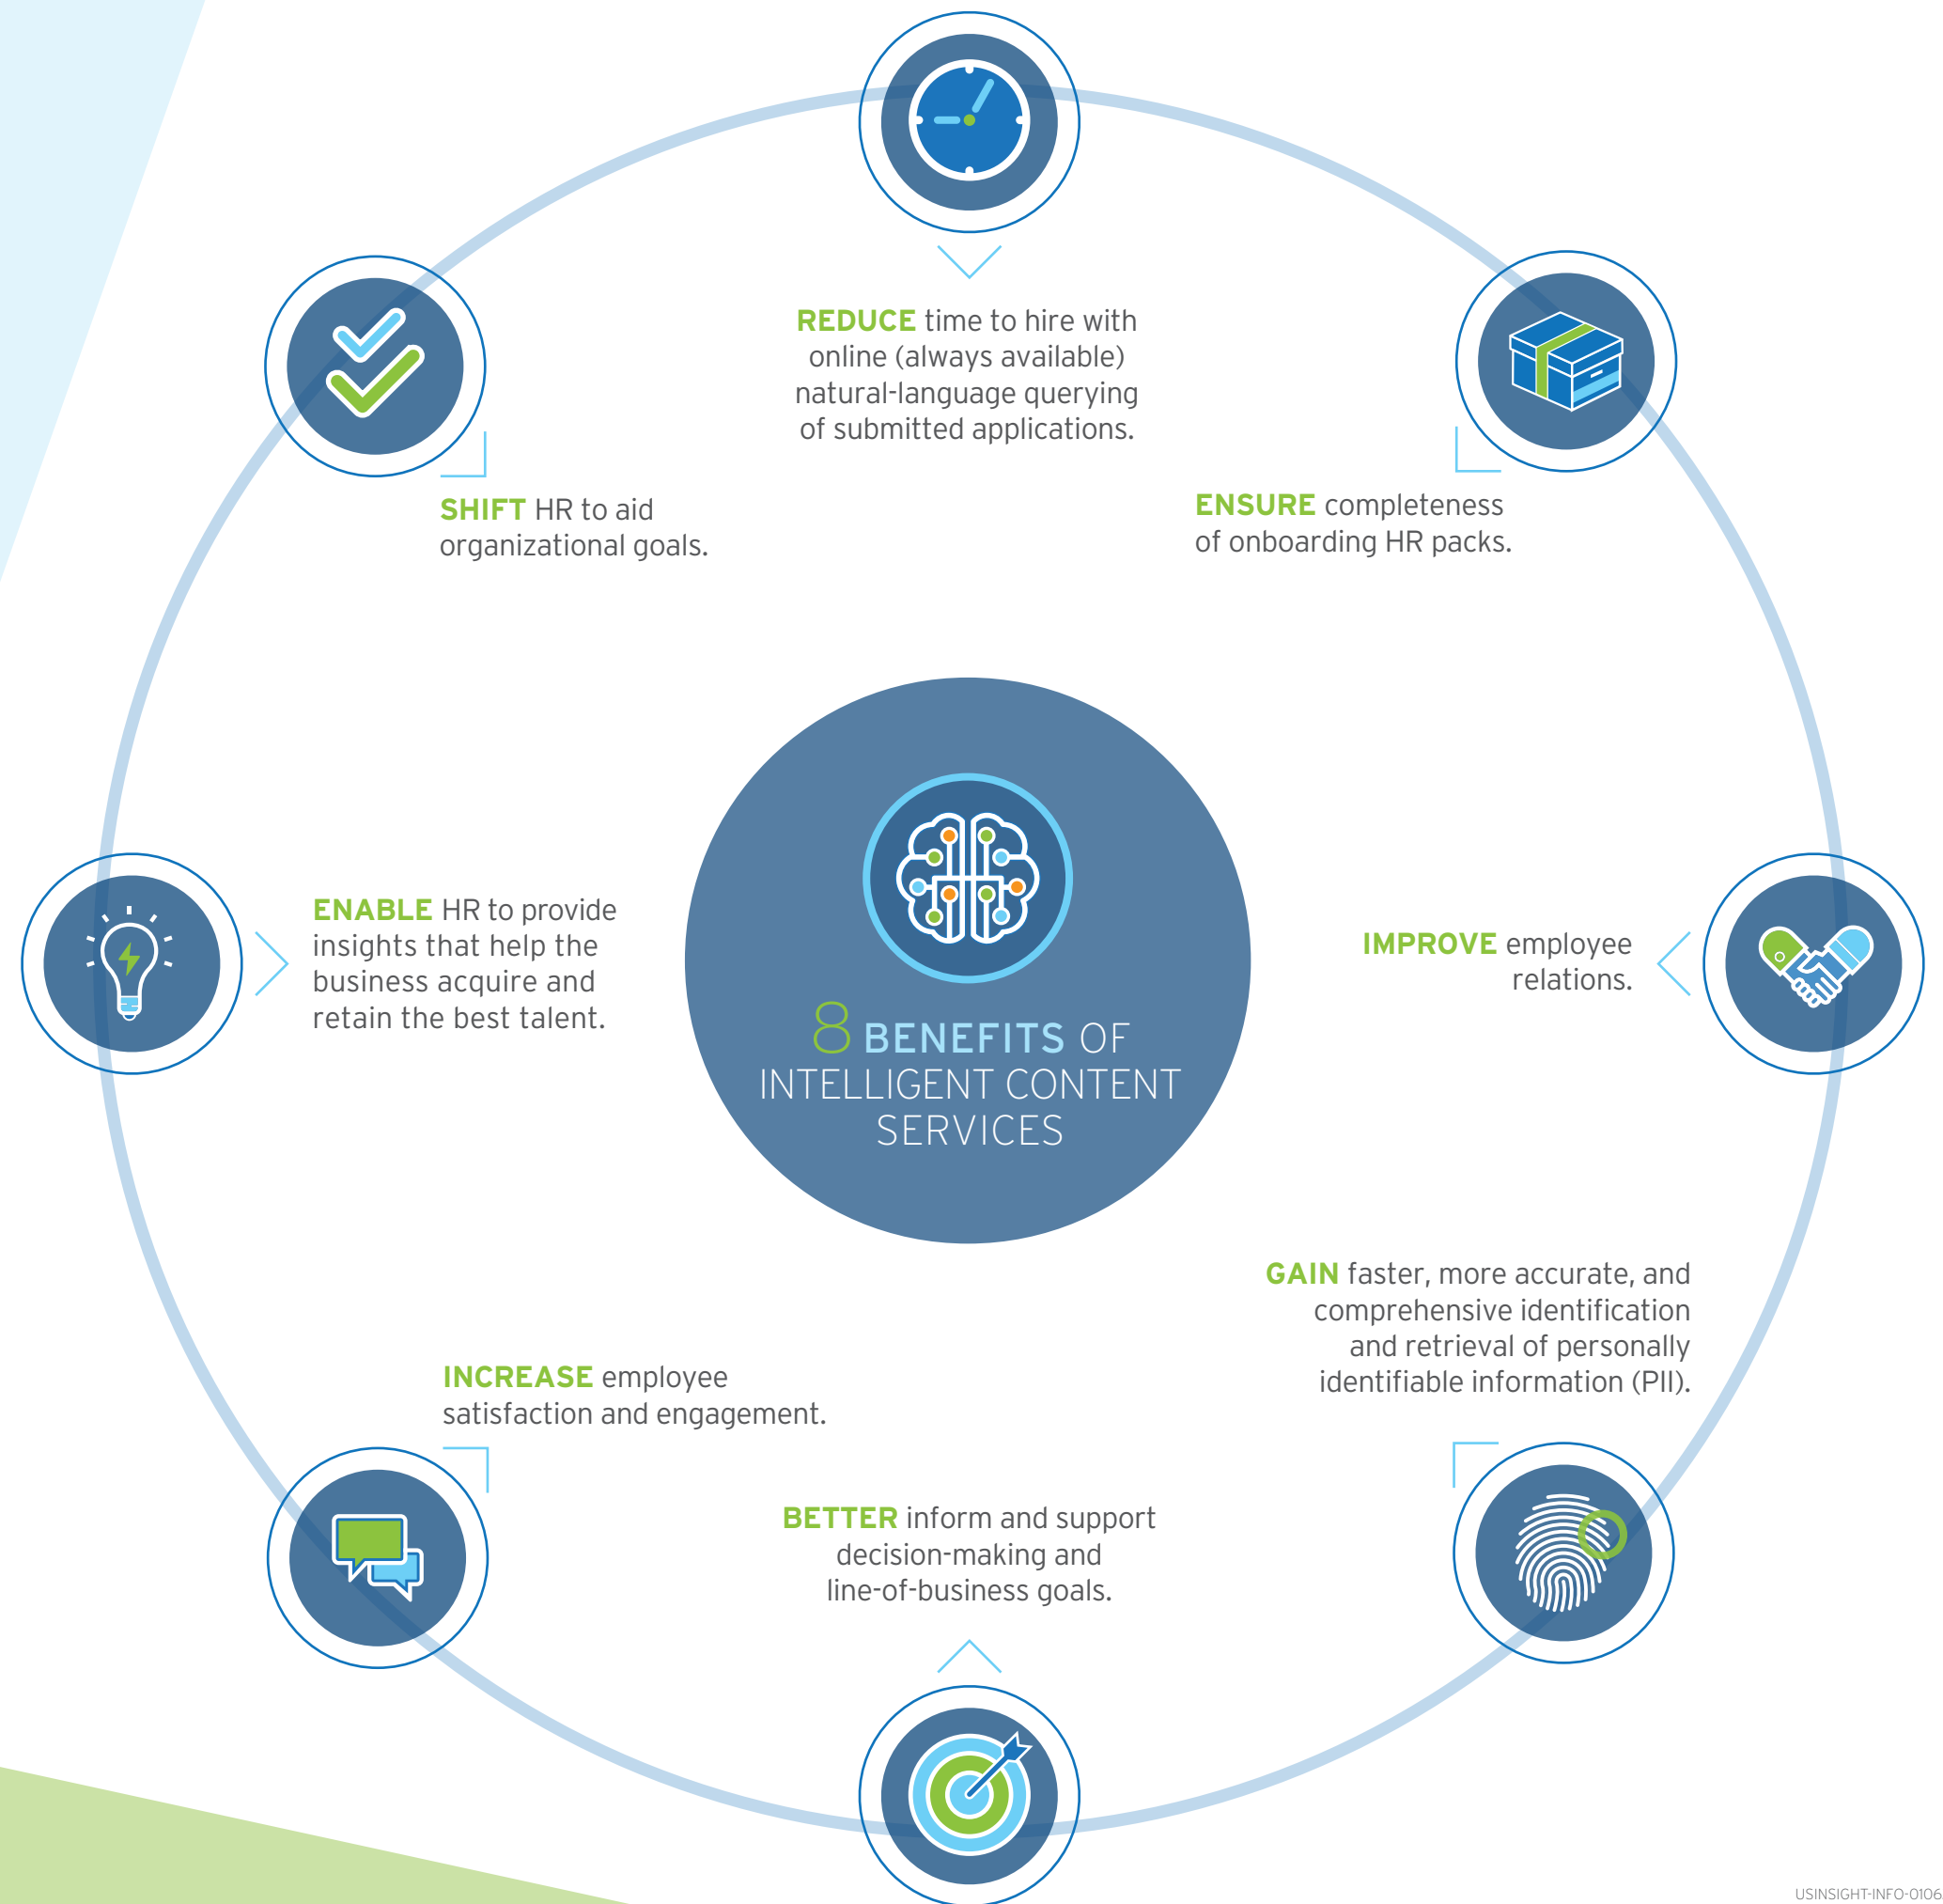 REDUCE time to hire with
online (always available)
natural-language querying
of submitted applications.
SHIFT HR to aid
organizational goals.
ENSURE completeness
of onboarding HR packs.
ENABLE HR to provide
insights that help the
business acquire and
retain the best talent.
8 BENEFITS OF
INTELLIGENT CONTENT
SERVICES
IMPROVE employee
relations.
GAIN faster, more accurate, and
comprehensive identification
and retrieval of personally
identifiable information (PII).
INCREASE employee
satisfaction and engagement.
BETTER inform and support
decision-making and
line-of-business goals.
USINSIGHT-INFO-0106